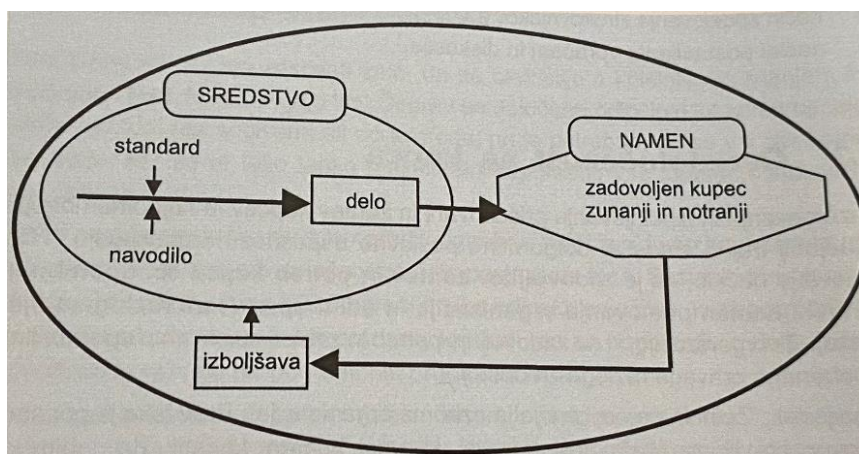 SREDSTVO
standard
navodilo
delo
NAMEN
zadovoljen kupec
zunanji in notranji
izboljšava